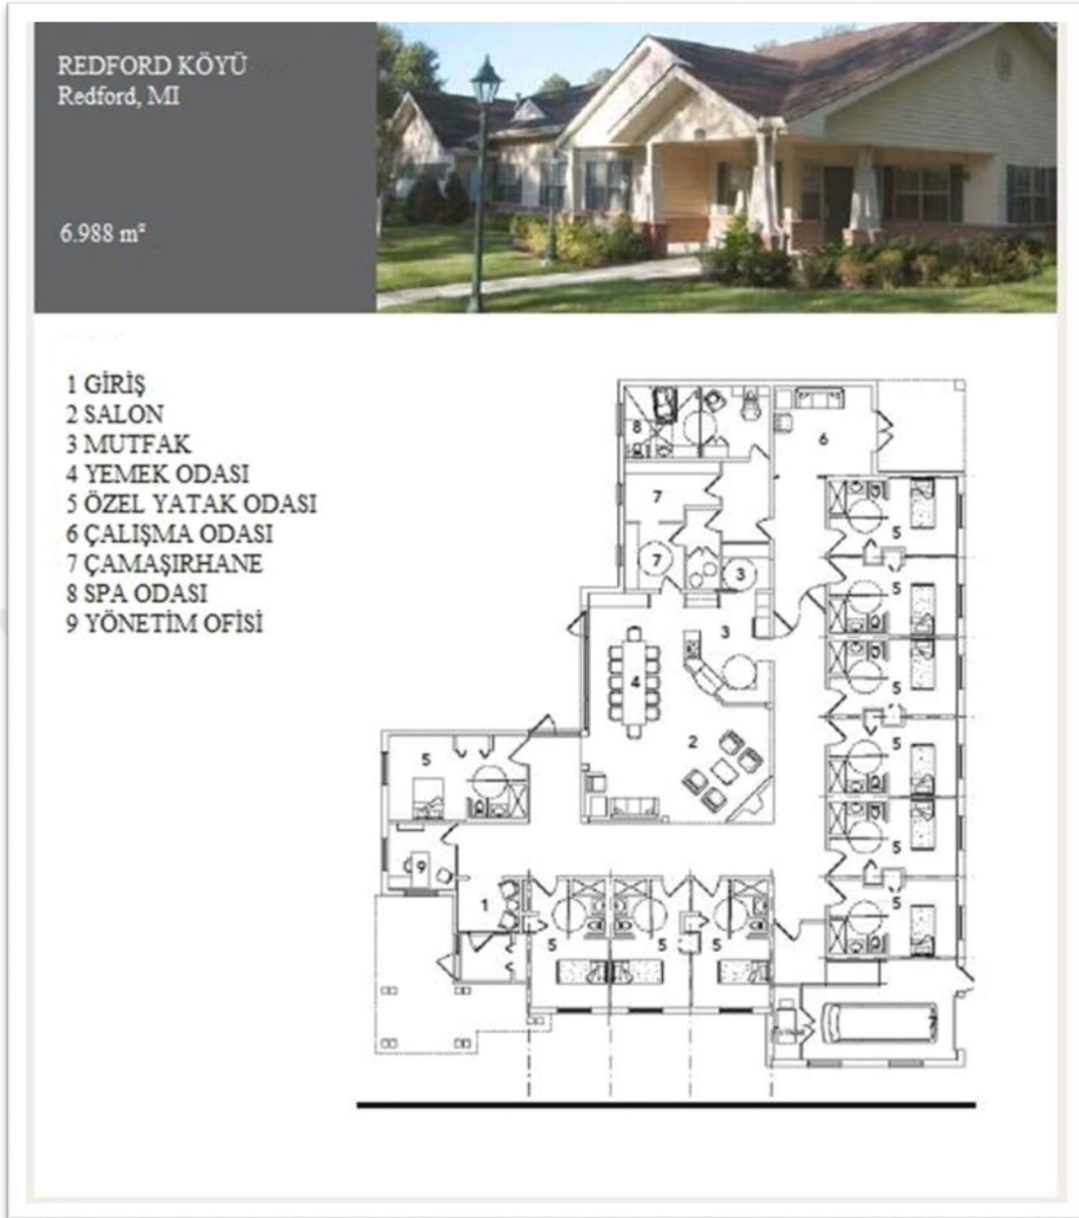 REDFORD KÖYÜ
Redford, MI
6.988 m²
1 GİRİŞ
2 SALON
3 MUTFAK
4 YEMEK ODASI
5 ÖZEL YATAK ODASI
6 ÇALIŞMA ODASI
7 ÇAMAŞIRHANE
8 SPA ODASI
9 YÖNETİM OFİSİ
8
6
7
5
7
3
5
3
4
5
2
5
5
5
9
5
1
5
5
5